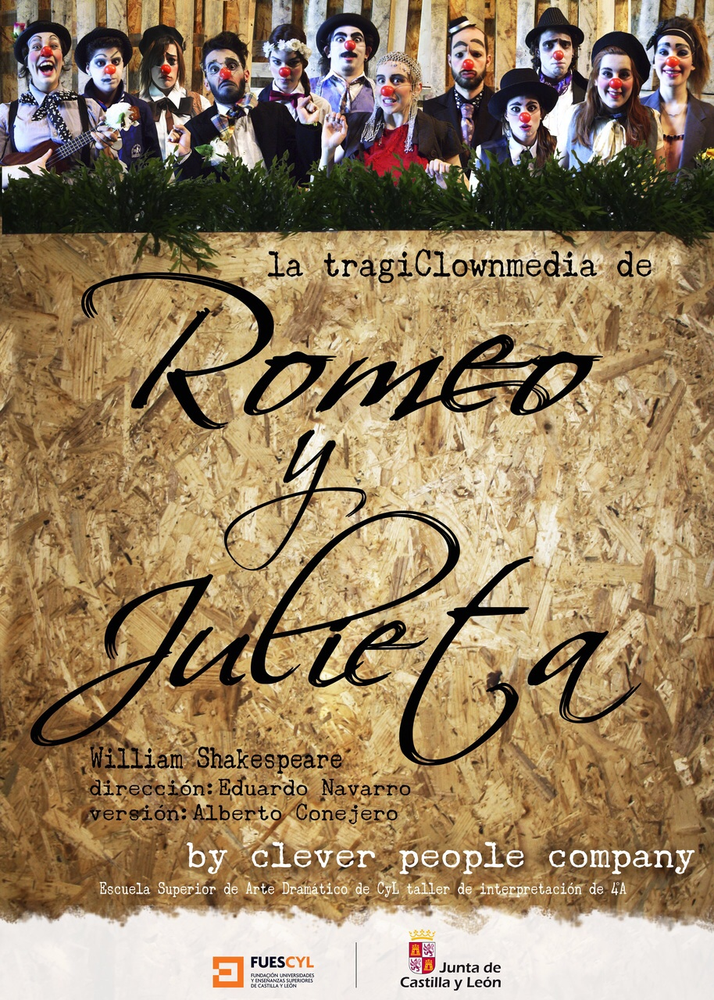 la tragiClownmedia de
Romeo
y
Julieta
William Shakespeare
dirección: Eduardo Navarro
versión: Alberto Conejero
by clever people company
Escuela Superior de Arte Dramático de CyL taller de interpretación de 4ºA
FUESCYL
FUNDACIÓN UNIVERSIDADES
Y ENSEÑANZAS SUPERIORES
DE CASTILLA Y LEÓN
Junta de
Castilla y León